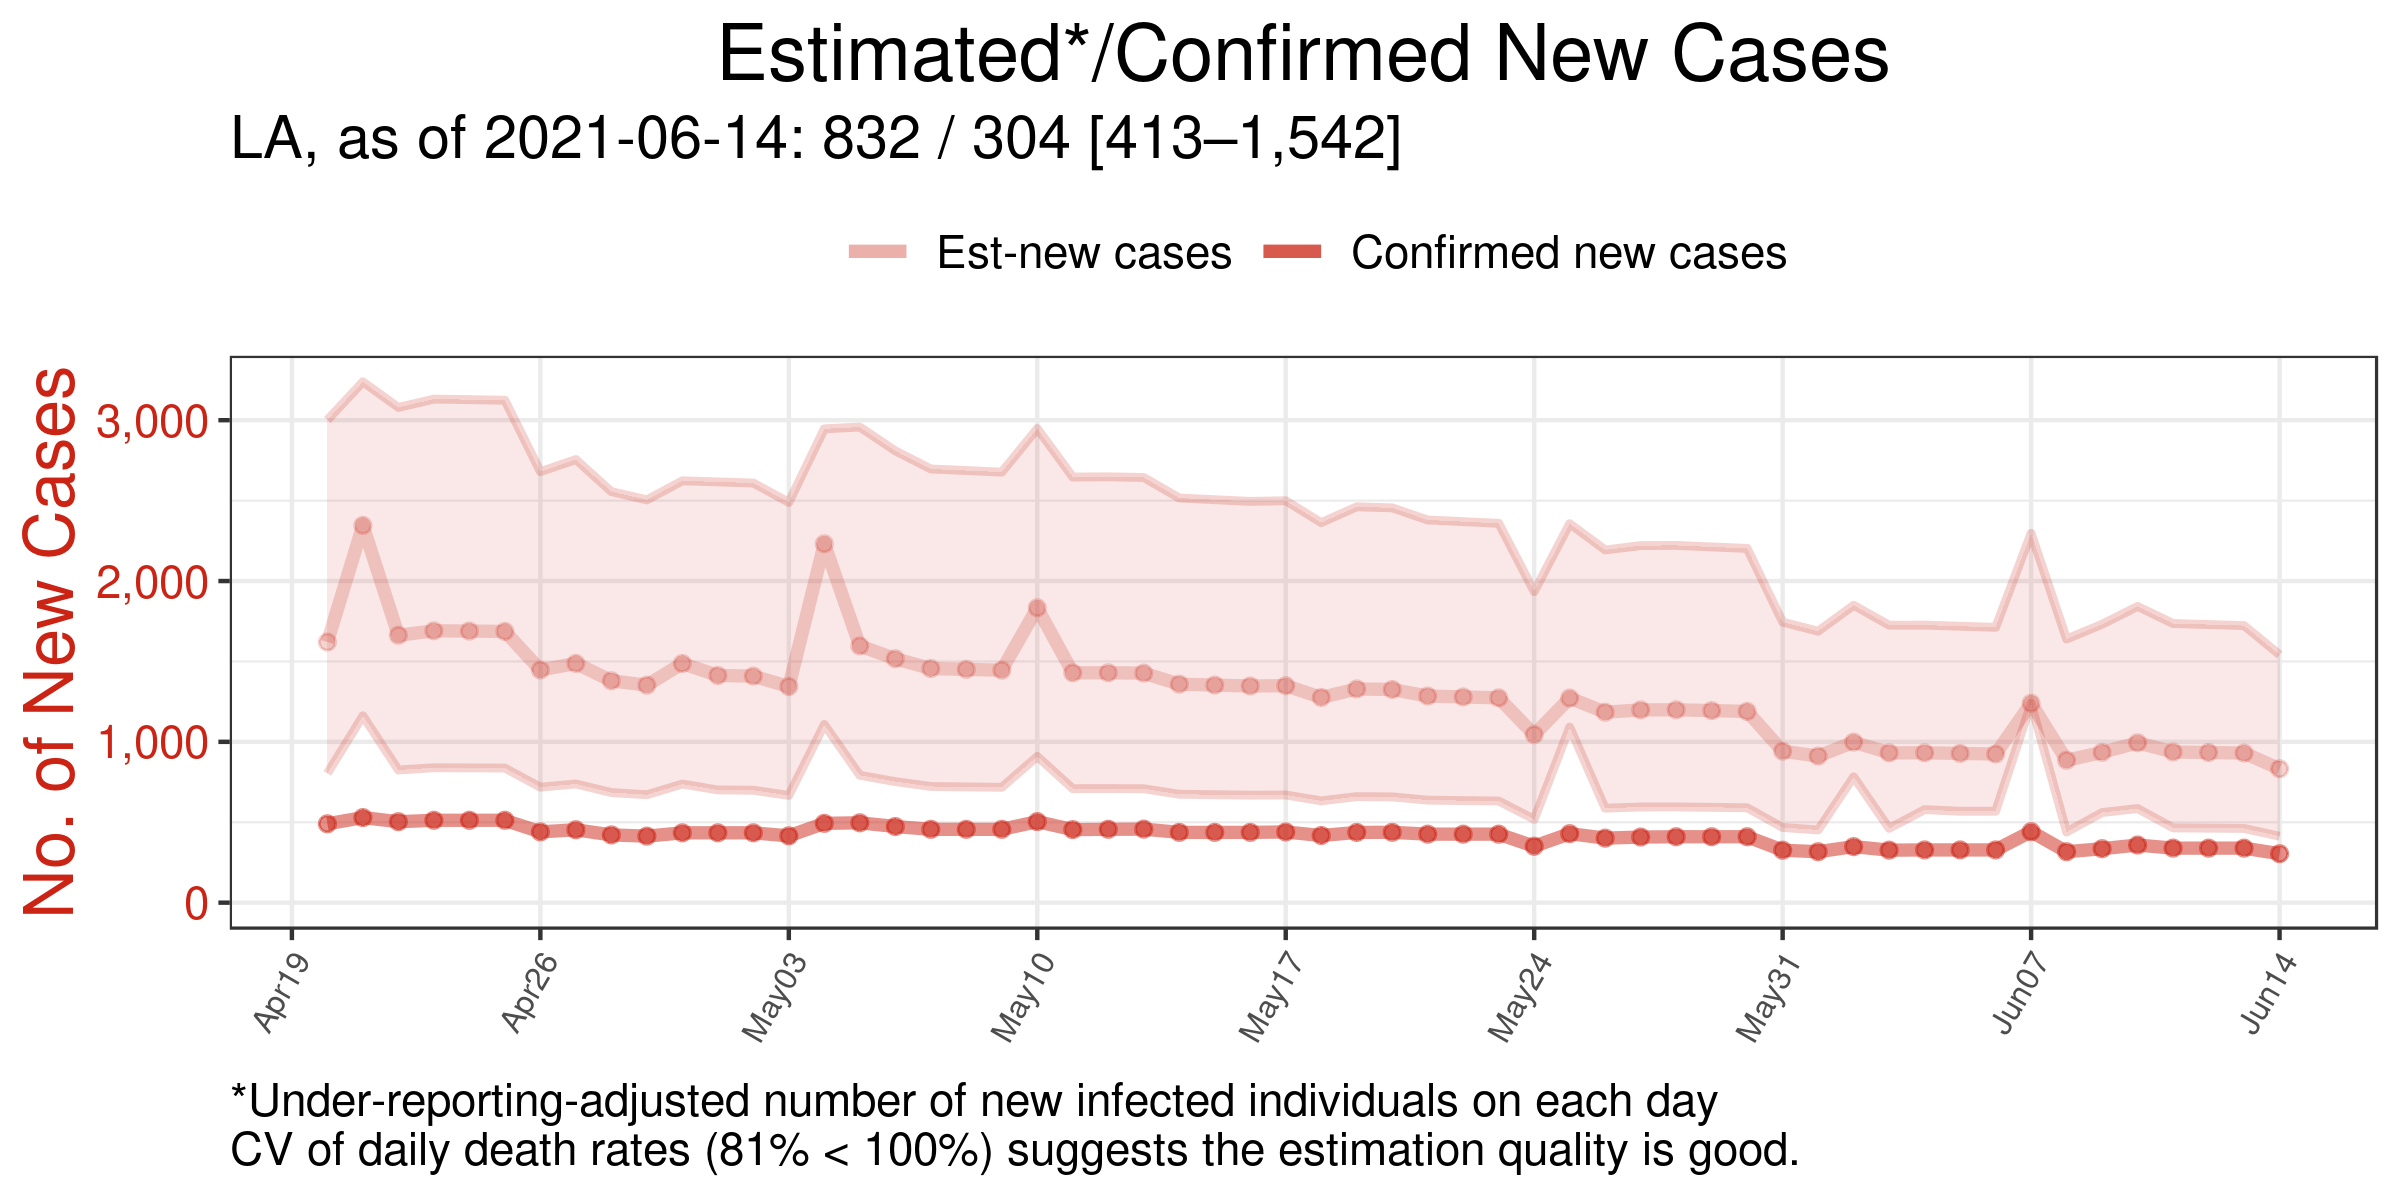 Estimated*/Confirmed New Cases
LA, as of 2021-06-14: 832 / 304 [413–1,542]
Est-new cases Confirmed new cases
No. of New Cases
3,000
2,000
1,000
0
Apr19 Apr26 May03 May10 May17 May24 May31 Jun07 Jun14
*Under-reporting-adjusted number of new infected individuals on each day
CV of daily death rates (81% < 100%) suggests the estimation quality is good.